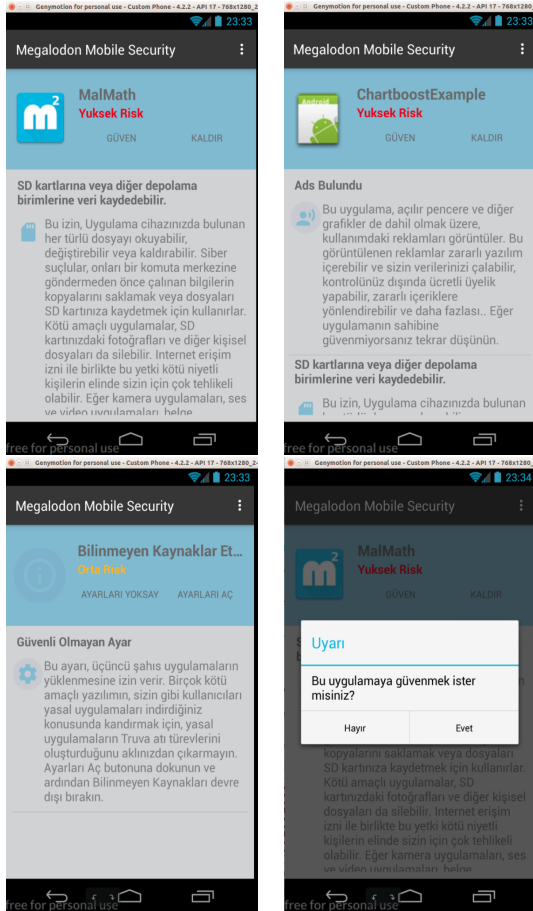 Genymotion for personal use - Custom Phone - 4.2.2 - API 17 - 768x1280_2
23:33
Megalodon Mobile Security
MalMath
Yuksek Risk
GÜVEN KALDIR
SD kartlarına veya diğer depolama
birimlerine veri kaydedebilir.
Bu izin, Uygulama cihazınızda bulunan
her türlü dosyayı okuyabilir,
değiştirebilir veya kaldırabilir. Siber
suçlular, onları bir komuta merkezine
göndermeden önce çalınan bilgilerin
kopyalarını saklamak veya dosyaları
SD kartınıza kaydetmek için kullanırlar.
Kötü amaçlı uygulamalar, SD
kartınızdaki fotoğrafları ve diğer kişisel
dosyaları da silebilir. Internet erişim
izni ile birlikte bu yetki kötü niyetli
kişilerin elinde sizin için çok tehlikeli
olabilir. Eğer kamera uygulamaları, ses
ve video uygulamaları, belge
free for personal use
Genymotion for personal use - Custom Phone - 4.2.2 - API 17 - 768x1280_
23:33
Megalodon Mobile Security
Android
ChartboostExample
Yuksek Risk
GÜVEN KALDIR
Ads Bulundu
Bu uygulama, açılır pencere ve diğer
grafikler de dahil olmak üzere,
kullanımdaki reklamları görüntüler. Bu
görüntülenen reklamlar zararlı yazılım
içerebilir ve sizin verilerinizi çalabilir,
kontrolünüz dışında ücretli üyelik
yapabilir, zararlı içeriklere
yönlendirebilir ve daha fazlası.. Eğer
uygulamanın sahibine
güvenmiyorsanız tekrar düşünün.
SD kartlarına veya diğer depolama
birimlerine veri kaydedebilir.
Bu izin, Uygulama cihazınızda bulunan
free for personal use
Genymotion for personal use - Custom Phone - 4.2.2 - API 17 - 768x1280_2
23:33
Megalodon Mobile Security
Bilinmeyen Kaynaklar Et...
Orta Risk
AYARLARI YOKSAY AYARLARI AÇ
Güvenli Olmayan Ayar
Bu ayarı, üçüncü şahıs uygulamaların
yüklenmesine izin verir. Birçok kötü
amaçlı yazılımın, sizin gibi kullanıcıları
yasal uygulamaları indirdiğiniz
konusunda kandırmak için, yasal
uygulamaların Truva atı türevlerini
oluşturduğunu aklınızdan çıkarmayın.
Ayarları Aç butonuna dokunun ve
ardından Bilinmeyen Kaynakları devre
dışı bırakın.
free for personal use
Genymotion for personal use - Custom Phone - 4.2.2 - API 17 - 768x1280_
23:34
Megalodon Mobile Security
MalMath
Yuksek Risk
GÜVEN KALDIR
Uyarı
Bu uygulamaya güvenmek ister
misiniz?
Hayır Evet
kopyalarını saklamak veya dosyaları
SD kartınıza kaydetmek için kullanırlar.
Kötü amaçlı uygulamalar, SD
kartınızdaki fotoğrafları ve diğer kişisel
dosyaları da silebilir. Internet erişim
izni ile birlikte bu yetki kötü niyetli
kişilerin elinde sizin için çok tehlikeli
olabilir. Eğer kamera uygulamaları, ses
ve video uygulamaları, belge
free for personal use